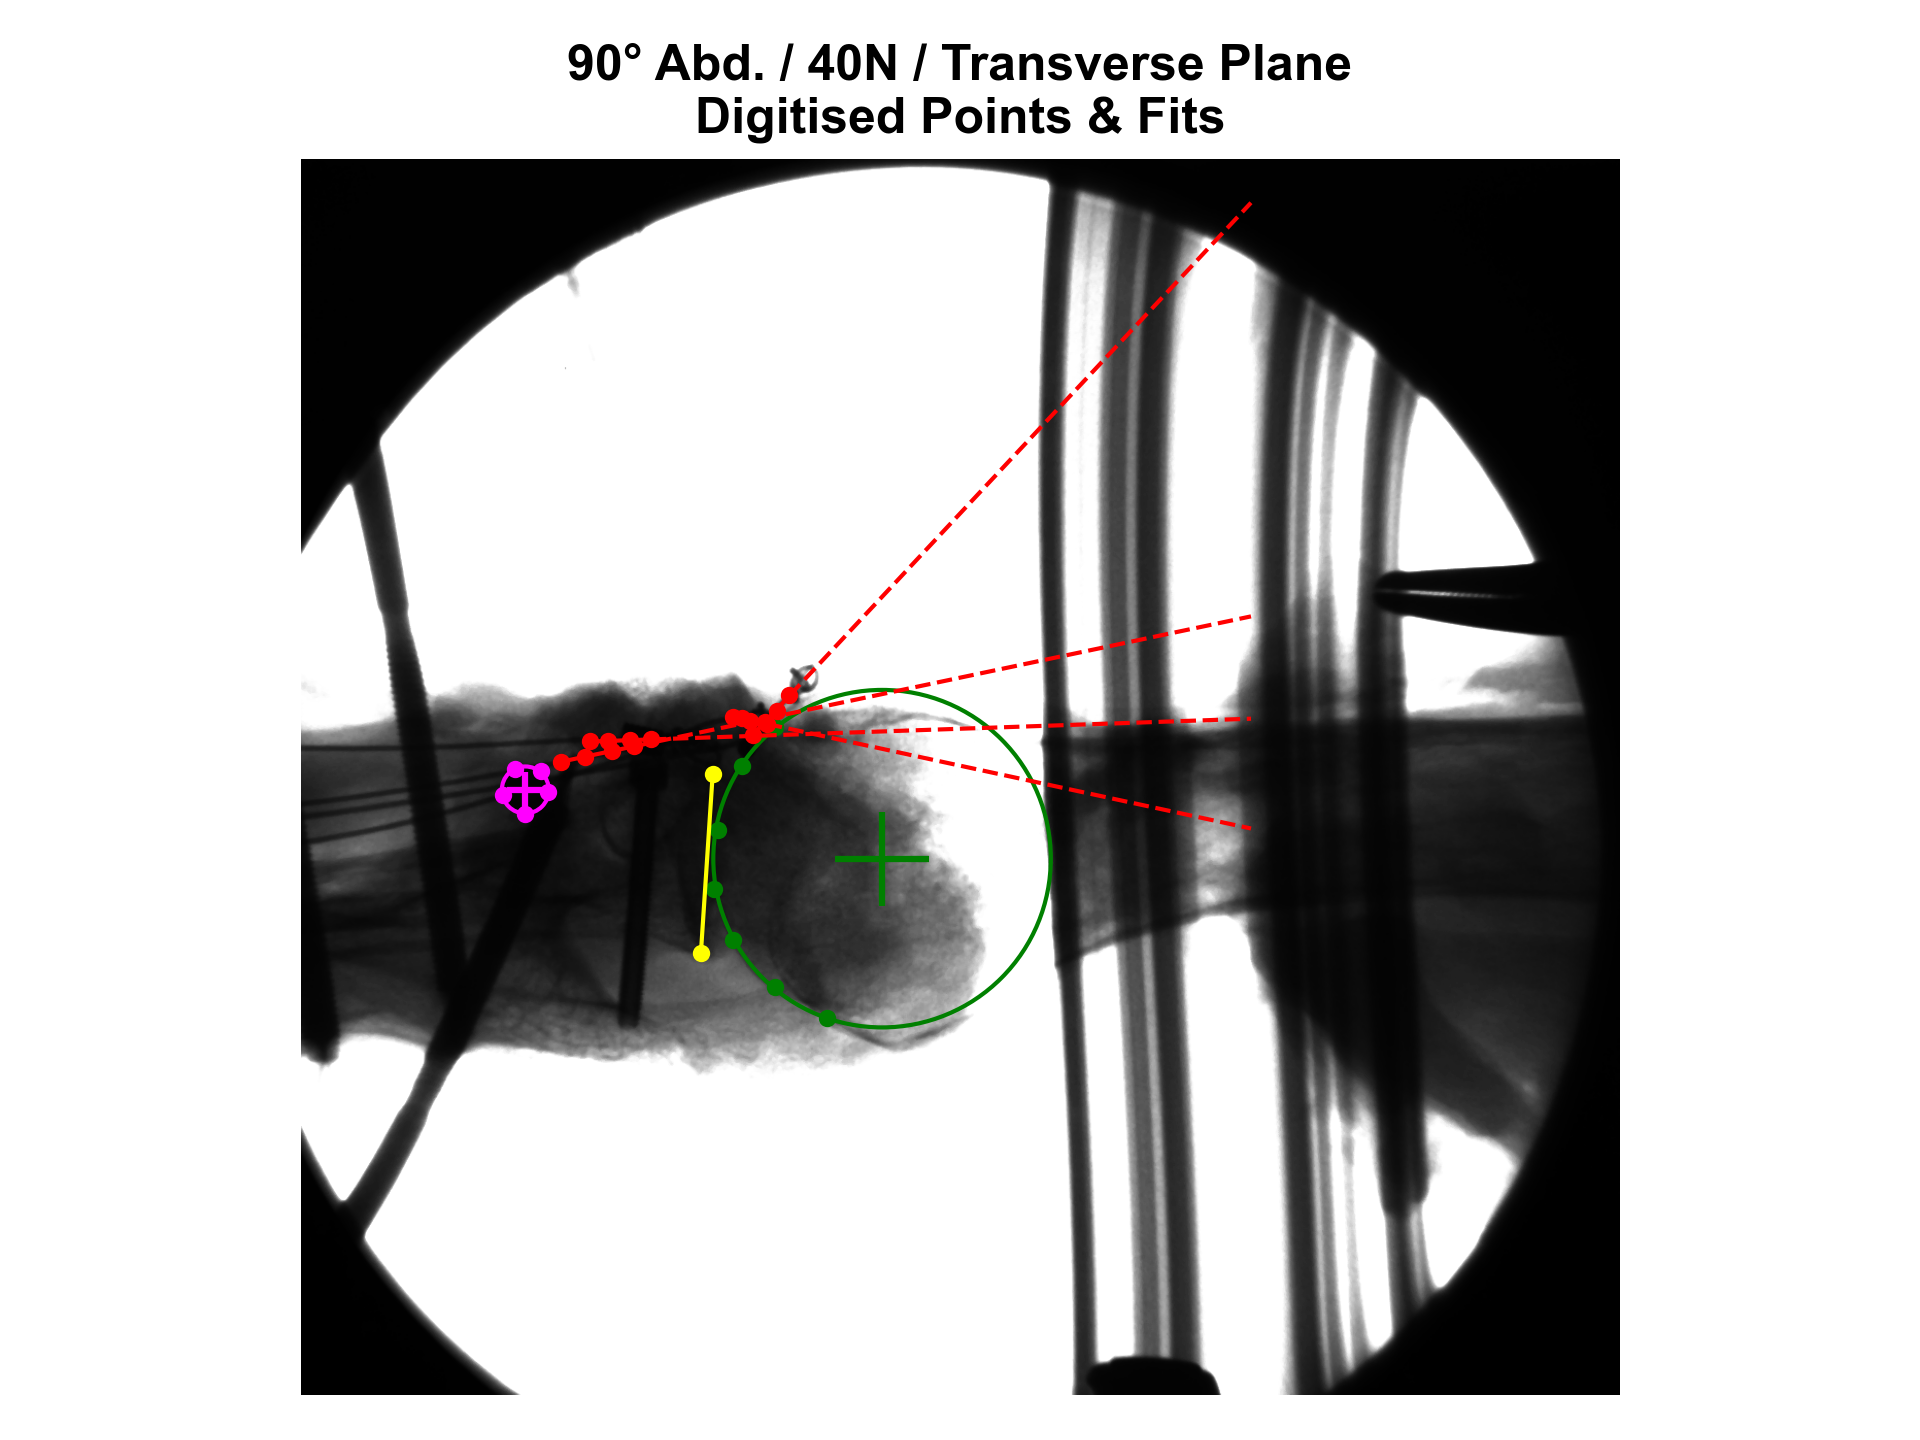 90° Abd. / 40N / Transverse Plane
Digitised Points & Fits